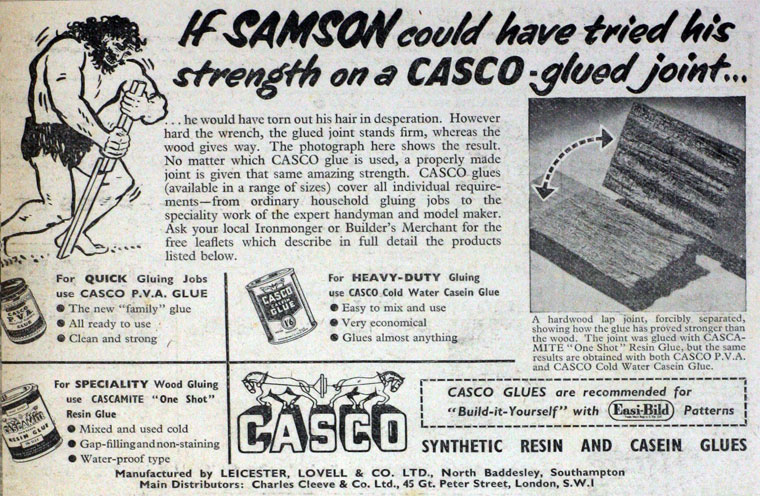 If SAMSON could have tried his
strength on a CASCO-glued joint...
...he would have torn out his hair in desperation. However
hard the wrench, the glued joint stands firm, whereas the
wood gives way. The photograph here shows the result.
No matter which CASCO glue is used, a properly made
joint is given that same amazing strength. CASCO glues
(available in a range of sizes) cover all individual require-
ments—from ordinary household gluing jobs to the
speciality work of the expert handyman and model maker.
Ask your local Ironmonger or Builder's Merchant for the
free leaflets which describe in full detail the products
listed below.
A hardwood lap joint, forcibly separated,
showing how the glue has proved stronger than
the wood. The joint was glued with CASCA-
MITE "One Shot" Resin Glue, but the same
results are obtained with both CASCO P.V.A.
and CASCO Cold Water Casein Glue.
For QUICK Gluing Jobs
use CASCO P.V.A. GLUE
● The new "family" glue
● All ready to use
● Clean and strong
CASCO
P.V.A
GLUE
For HEAVY-DUTY Gluing
use CASCO Cold Water Casein Glue
● Easy to mix and use
● Very economical
● Glues almost anything
CASCO
CASEIN
GLUE
1/6
For SPECIALITY Wood Gluing
use CASCAMITE "One Shot"
Resin Glue
● Mixed and used cold
● Gap-filling and non-staining
● Water-proof type
CASCAMITE
RESIN GLUE
CASCO
CASCO GLUES are recommended for
"Build-it-Yourself" with Easi-Bild Patterns
SYNTHETIC RESIN AND CASEIN GLUES
Manufactured by LEICESTER, LOVELL & CO. LTD., North Baddesley, Southampton
Main Distributors: Charles Cleeve & Co. Ltd., 45 Gt. Peter Street, London, S.W.1